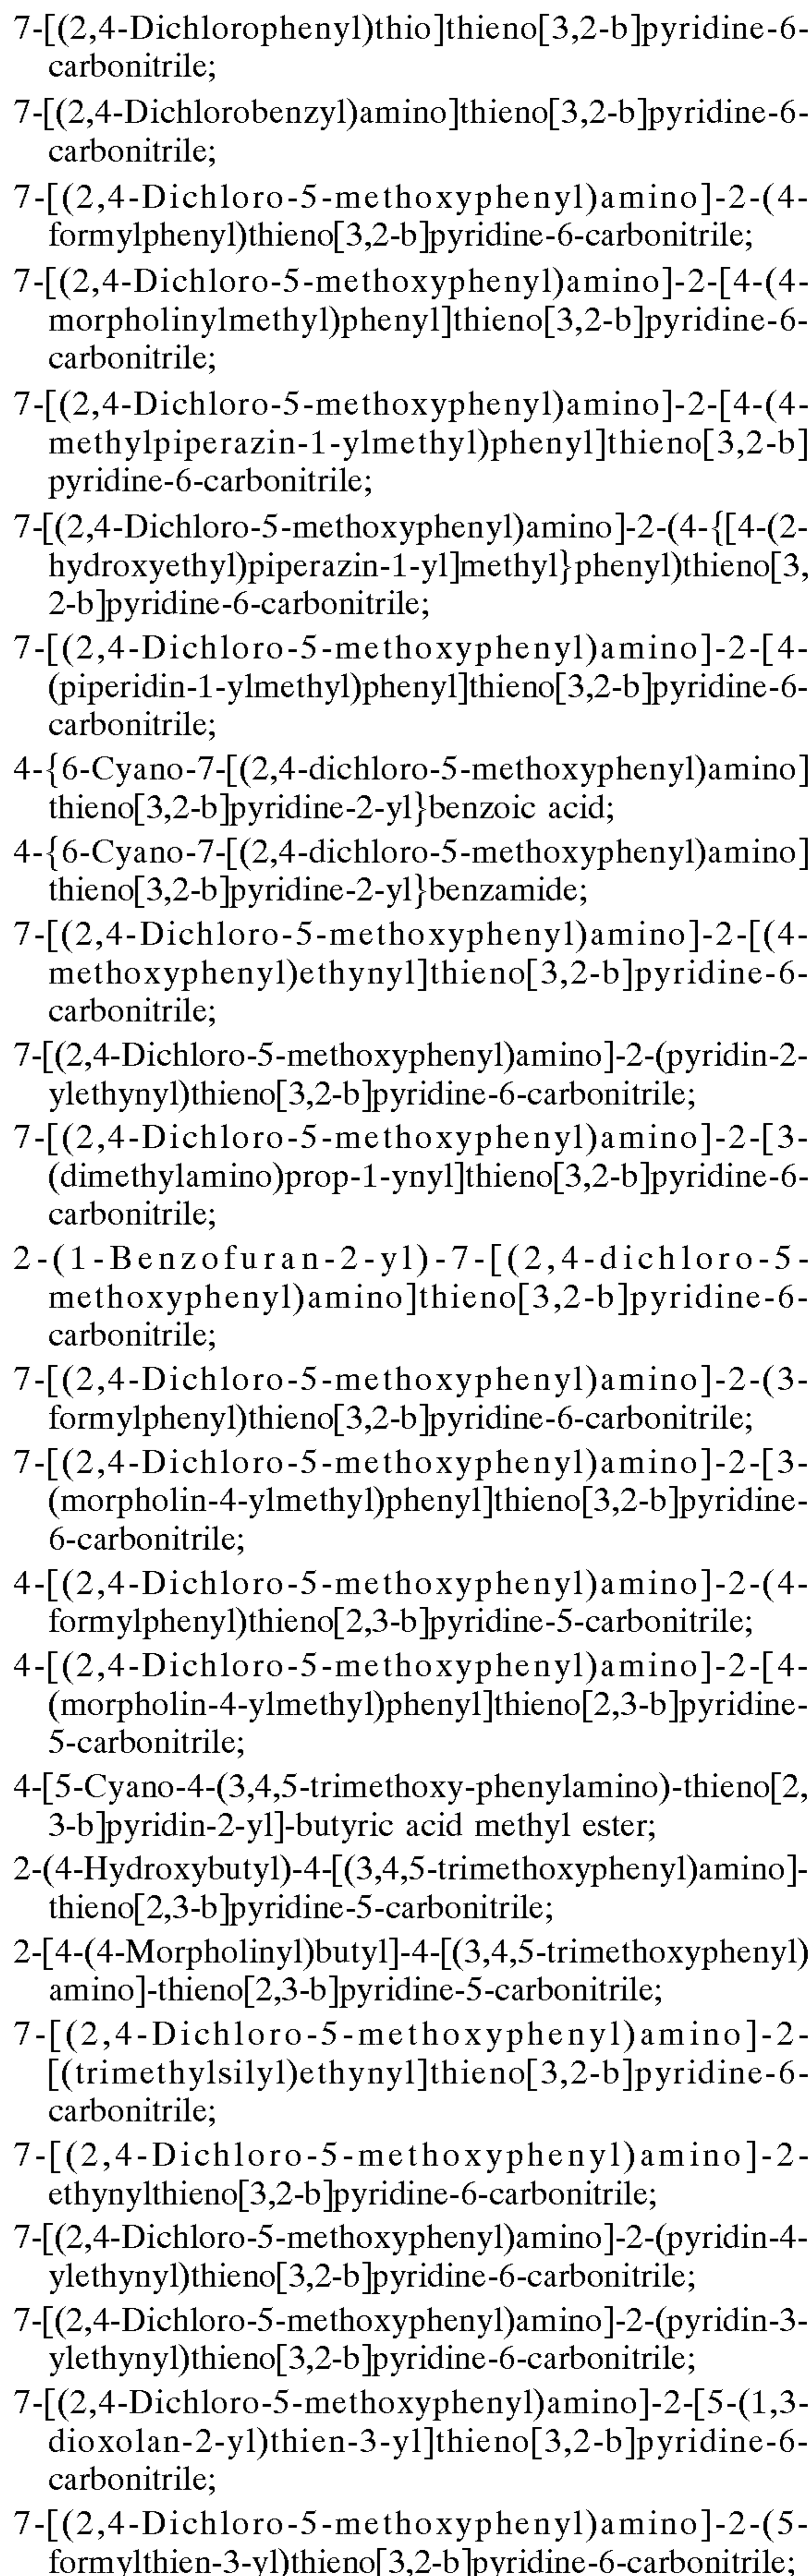 7-[(2,4-Dichlorophenyl)thio]thieno[3,2-b]pyridine-6-
carbonitrile;
7-[(2,4-Dichlorobenzyl)amino]thieno[3,2-b]pyridine-6-
carbonitrile;
7-[(2,4-Dichloro-5-methoxyphenyl)amino]-2-(4-
formylphenyl)thieno[3,2-b]pyridine-6-carbonitrile;
7-[(2,4-Dichloro-5-methoxyphenyl)amino]-2-[4-(4-
morpholinylmethyl)phenyl]thieno[3,2-b]pyridine-6-
carbonitrile;
7-[(2,4-Dichloro-5-methoxyphenyl)amino]-2-[4-(4-
methylpiperazin-1-ylmethyl)phenyl]thieno[3,2-b]
pyridine-6-carbonitrile;
7-[(2,4-Dichloro-5-methoxyphenyl)amino]-2-(4-{[4-(2-
hydroxyethyl)piperazin-1-yl]methyl}phenyl)thieno[3,
2-b]pyridine-6-carbonitrile;
7-[(2,4-Dichloro-5-methoxyphenyl)amino]-2-[4-
(piperidin-1-ylmethyl)phenyl]thieno[3,2-b]pyridine-6-
carbonitrile;
4-{6-Cyano-7-[(2,4-dichloro-5-methoxyphenyl)amino]
thieno[3,2-b]pyridine-2-yl}benzoic acid;
4-{6-Cyano-7-[(2,4-dichloro-5-methoxyphenyl)amino]
thieno[3,2-b]pyridine-2-yl}benzamide;
7-[(2,4-Dichloro-5-methoxyphenyl)amino]-2-[(4-
methoxyphenyl)ethynyl]thieno[3,2-b]pyridine-6-
carbonitrile;
7-[(2,4-Dichloro-5-methoxyphenyl)amino]-2-(pyridin-2-
ylethynyl)thieno[3,2-b]pyridine-6-carbonitrile;
7-[(2,4-Dichloro-5-methoxyphenyl)amino]-2-[3-
(dimethylamino)prop-1-ynyl]thieno[3,2-b]pyridine-6-
carbonitrile;
2-(1-Benzofuran-2-yl)-7-[(2,4-dichloro-5-
methoxyphenyl)amino]thieno[3,2-b]pyridine-6-
carbonitrile;
7-[(2,4-Dichloro-5-methoxyphenyl)amino]-2-(3-
formylphenyl)thieno[3,2-b]pyridine-6-carbonitrile;
7-[(2,4-Dichloro-5-methoxyphenyl)amino]-2-[3-
(morpholin-4-ylmethyl)phenyl]thieno[3,2-b]pyridine-
6-carbonitrile;
4-[(2,4-Dichloro-5-methoxyphenyl)amino]-2-(4-
formylphenyl)thieno[2,3-b]pyridine-5-carbonitrile;
4-[(2,4-Dichloro-5-methoxyphenyl)amino]-2-[4-
(morpholin-4-ylmethyl)phenyl]thieno[2,3-b]pyridine-
5-carbonitrile;
4-[5-Cyano-4-(3,4,5-trimethoxy-phenylamino)-thieno[2,
3-b]pyridin-2-yl]-butyric acid methyl ester;
2-(4-Hydroxybutyl)-4-[(3,4,5-trimethoxyphenyl)amino]-
thieno[2,3-b]pyridine-5-carbonitrile;
2-[4-(4-Morpholinyl)butyl]-4-[(3,4,5-trimethoxyphenyl)
amino]-thieno[2,3-b]pyridine-5-carbonitrile;
7-[(2,4-Dichloro-5-methoxyphenyl)amino]-2-
[(trimethylsilyl)ethynyl]thieno[3,2-b]pyridine-6-
carbonitrile;
7-[(2,4-Dichloro-5-methoxyphenyl)amino]-2-
ethynylthieno[3,2-b]pyridine-6-carbonitrile;
7-[(2,4-Dichloro-5-methoxyphenyl)amino]-2-(pyridin-4-
ylethynyl)thieno[3,2-b]pyridine-6-carbonitrile;
7-[(2,4-Dichloro-5-methoxyphenyl)amino]-2-(pyridin-3-
ylethynyl)thieno[3,2-b]pyridine-6-carbonitrile;
7-[(2,4-Dichloro-5-methoxyphenyl)amino]-2-[5-(1,3-
dioxolan-2-yl)thien-3-yl]thieno[3,2-b]pyridine-6-
carbonitrile;
7-[(2,4-Dichloro-5-methoxyphenyl)amino]-2-(5-
formylthien-3-yl)thieno[3,2-b]pyridine-6-carbonitrile;